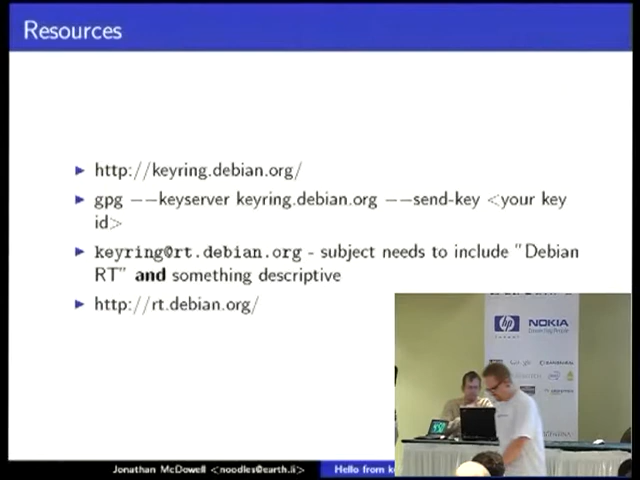 Resources
http://keyring.debian.org/
gpg −−keyserver keyring.debian.org −−send-key <your key
id>
keyring@rt.debian.org - subject needs to include "Debian
RT" and something descriptive
http://rt.debian.org/
hp
NOKIA
Jonathan McDowell <noodles@earth.li>
Hello from k